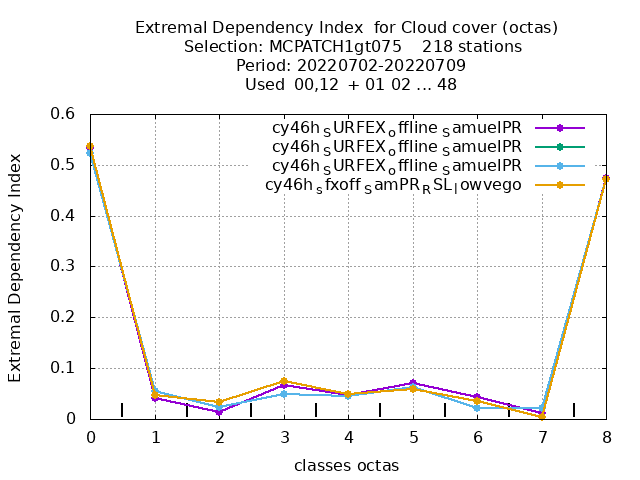 Extremal Dependency Index  for Cloud cover (octas)
Selection: MCPATCH1gt075    218 stations
Period: 20220702-20220709
Used  00,12  + 01 02 ... 48
cy46h_SURFEX_offline_SamuelPR
cy46h_SURFEX_offline_SamuelPR
cy46h_SURFEX_offline_SamuelPR
cy46h_sfxoff_SamPR_RSL_lowvego
Extremal Dependency Index
0.6
0.5
0.4
0.3
0.2
0.1
0
0 1 2 3 4 5 6 7 8
classes octas